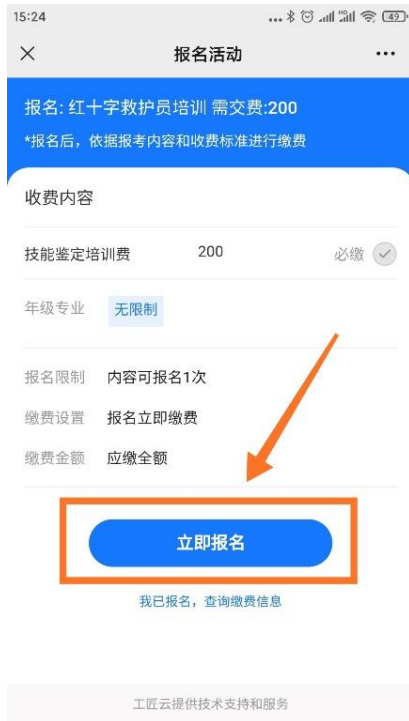 15:24
HD
49
报名活动
报名: 红十字救护员培训 需交费:200
*报名后，依据报考内容和收费标准进行缴费
收费内容
技能鉴定培训费 200 必缴
年级专业 无限制
报名限制 内容可报名1次
缴费设置 报名立即缴费
缴费金额 应缴全额
立即报名
我已报名，查询缴费信息
工匠云提供技术支持和服务